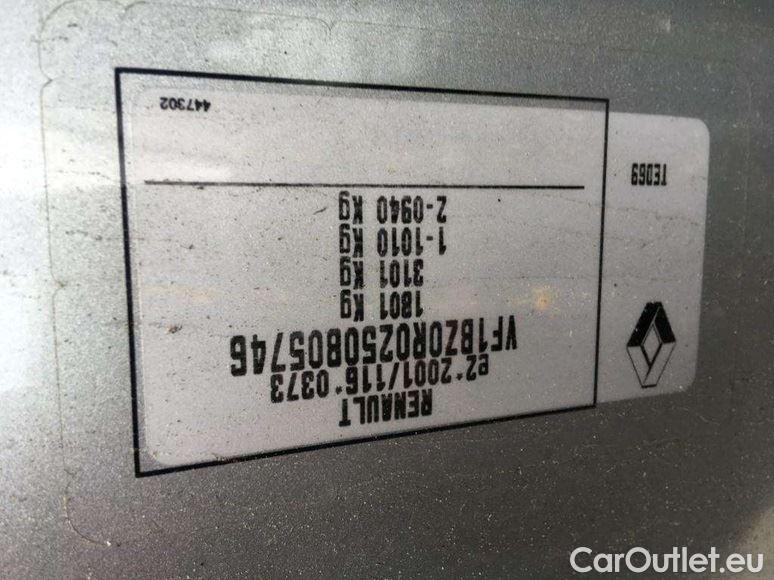 RENAULT
e2*2001/116*0373
VF1BZ0R0250805746
1801 Kg
3101 Kg
1-1010 Kg
2-0940 Kg
447302
TED69
CarOutlet.eu